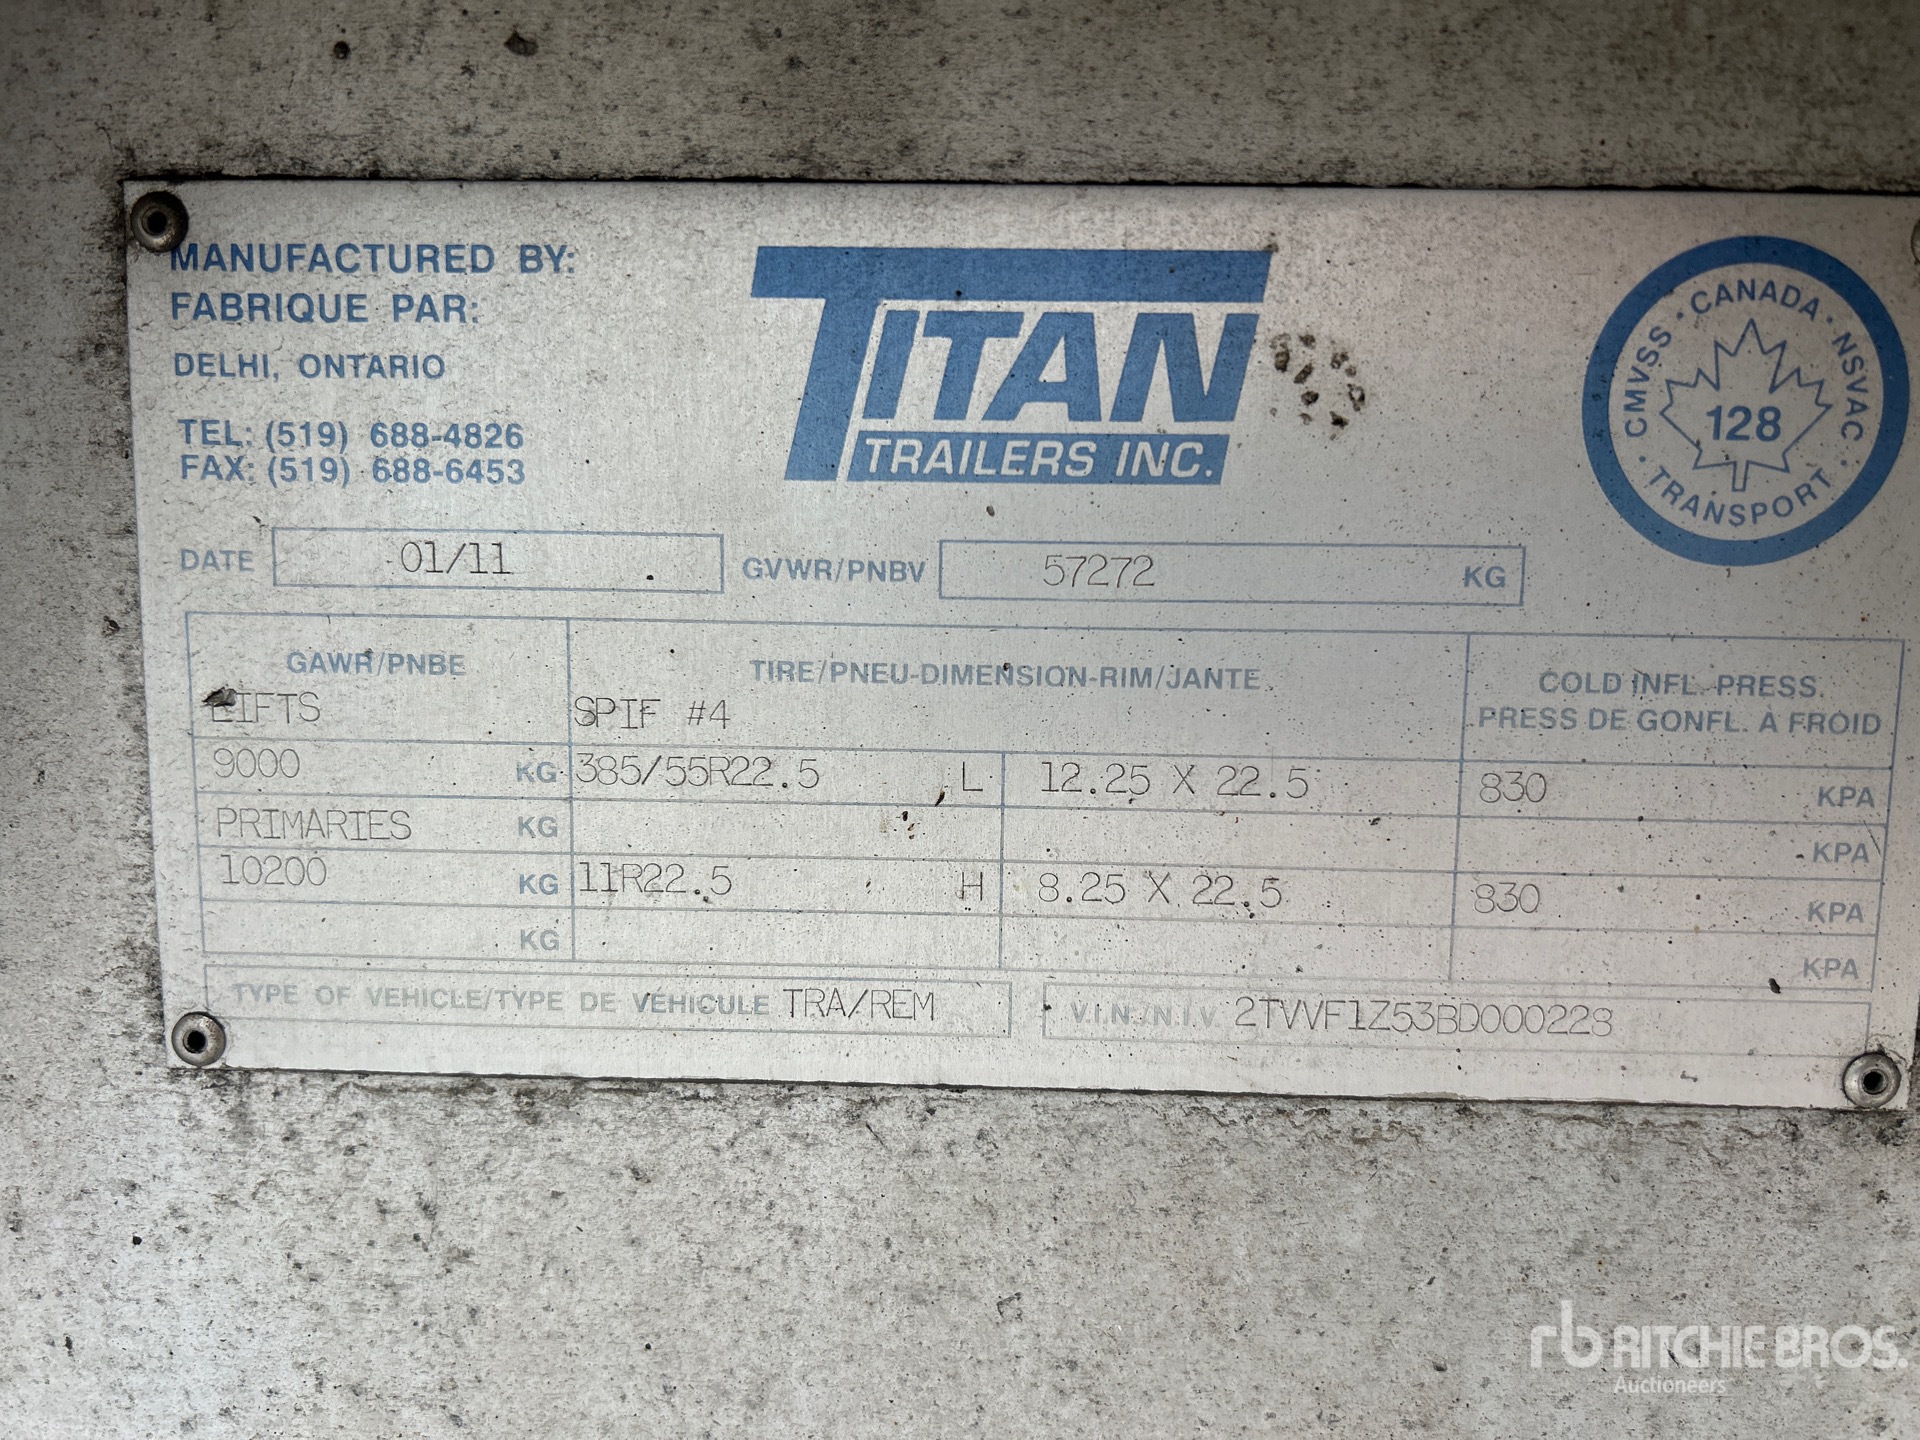 MANUFACTURED BY:
FABRIQUE PAR:
DELHI, ONTARIO
TEL: (519) 688-4826
FAX: (519) 688-6453
TITAN
TRAILERS INC.
CMVSS · CANADA · NSVAC · TRANSPORT ·
128
DATE 01/11 GVWR/PNBV 57272 KG
GAWR/PNBE TIRE/PNEU-DIMENSION-RIM/JANTE COLD INFL. PRESS.
LIFTS SPIF #4 PRESS DE GONFL. À FROID
9000 KG 385/55R22.5 L 12.25 X 22.5 830 KPA
PRIMARIES KG KPA
10200 KG 11R22.5 H 8.25 X 22.5 830 KPA
KG KPA
TYPE OF VEHICLE/TYPE DE VÉHICULE TRA/REM V.I.N./N.I.V. 2TVVF1Z53BD000228
rb RITCHIE BROS.
Auctioneers